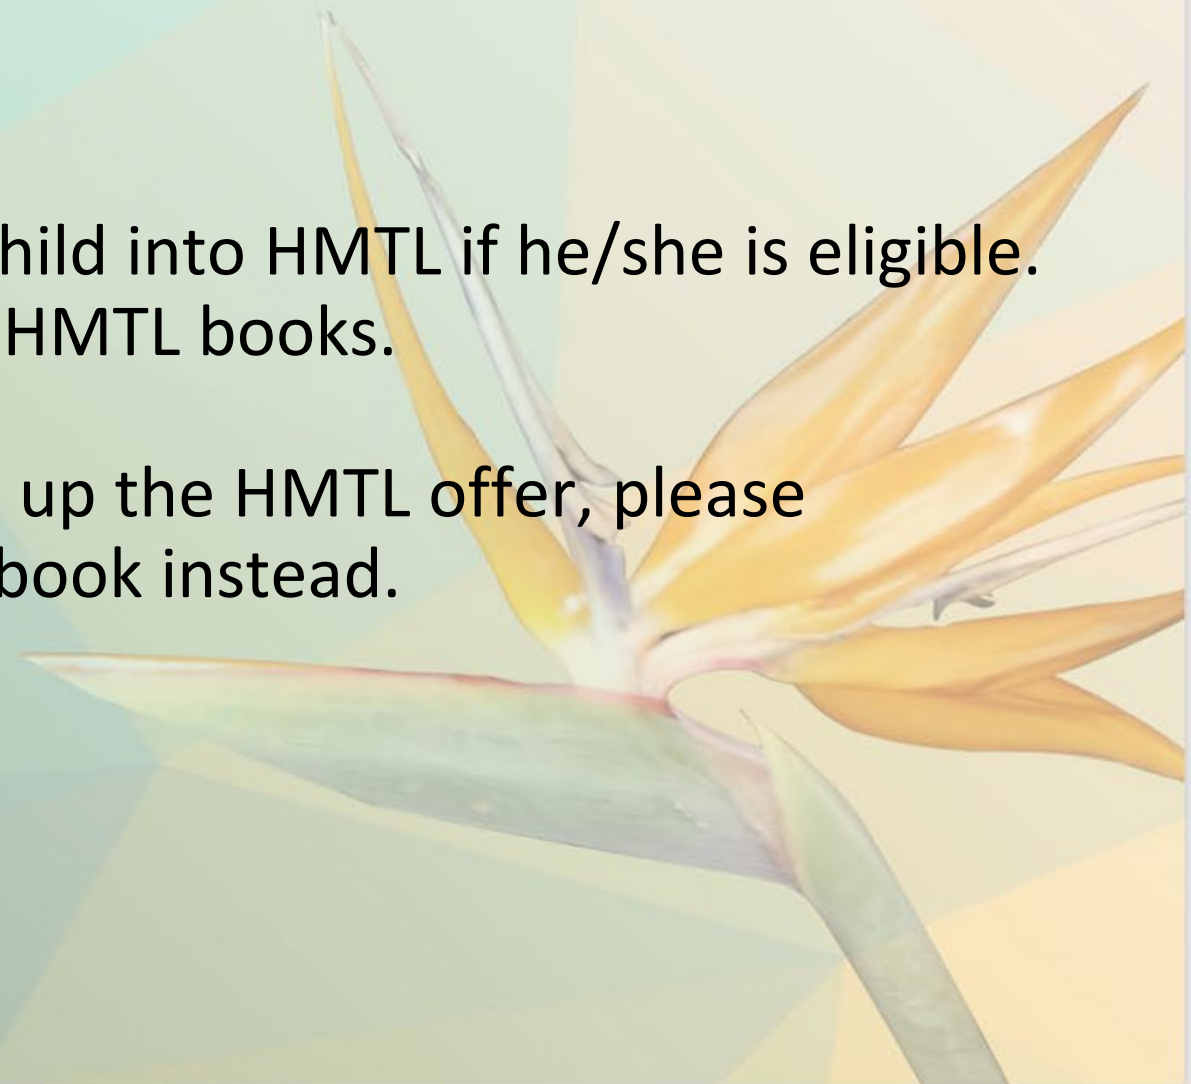 hild into HMTL if he/she is eligible.
HMTL books.
up the HMTL offer, please
book instead.